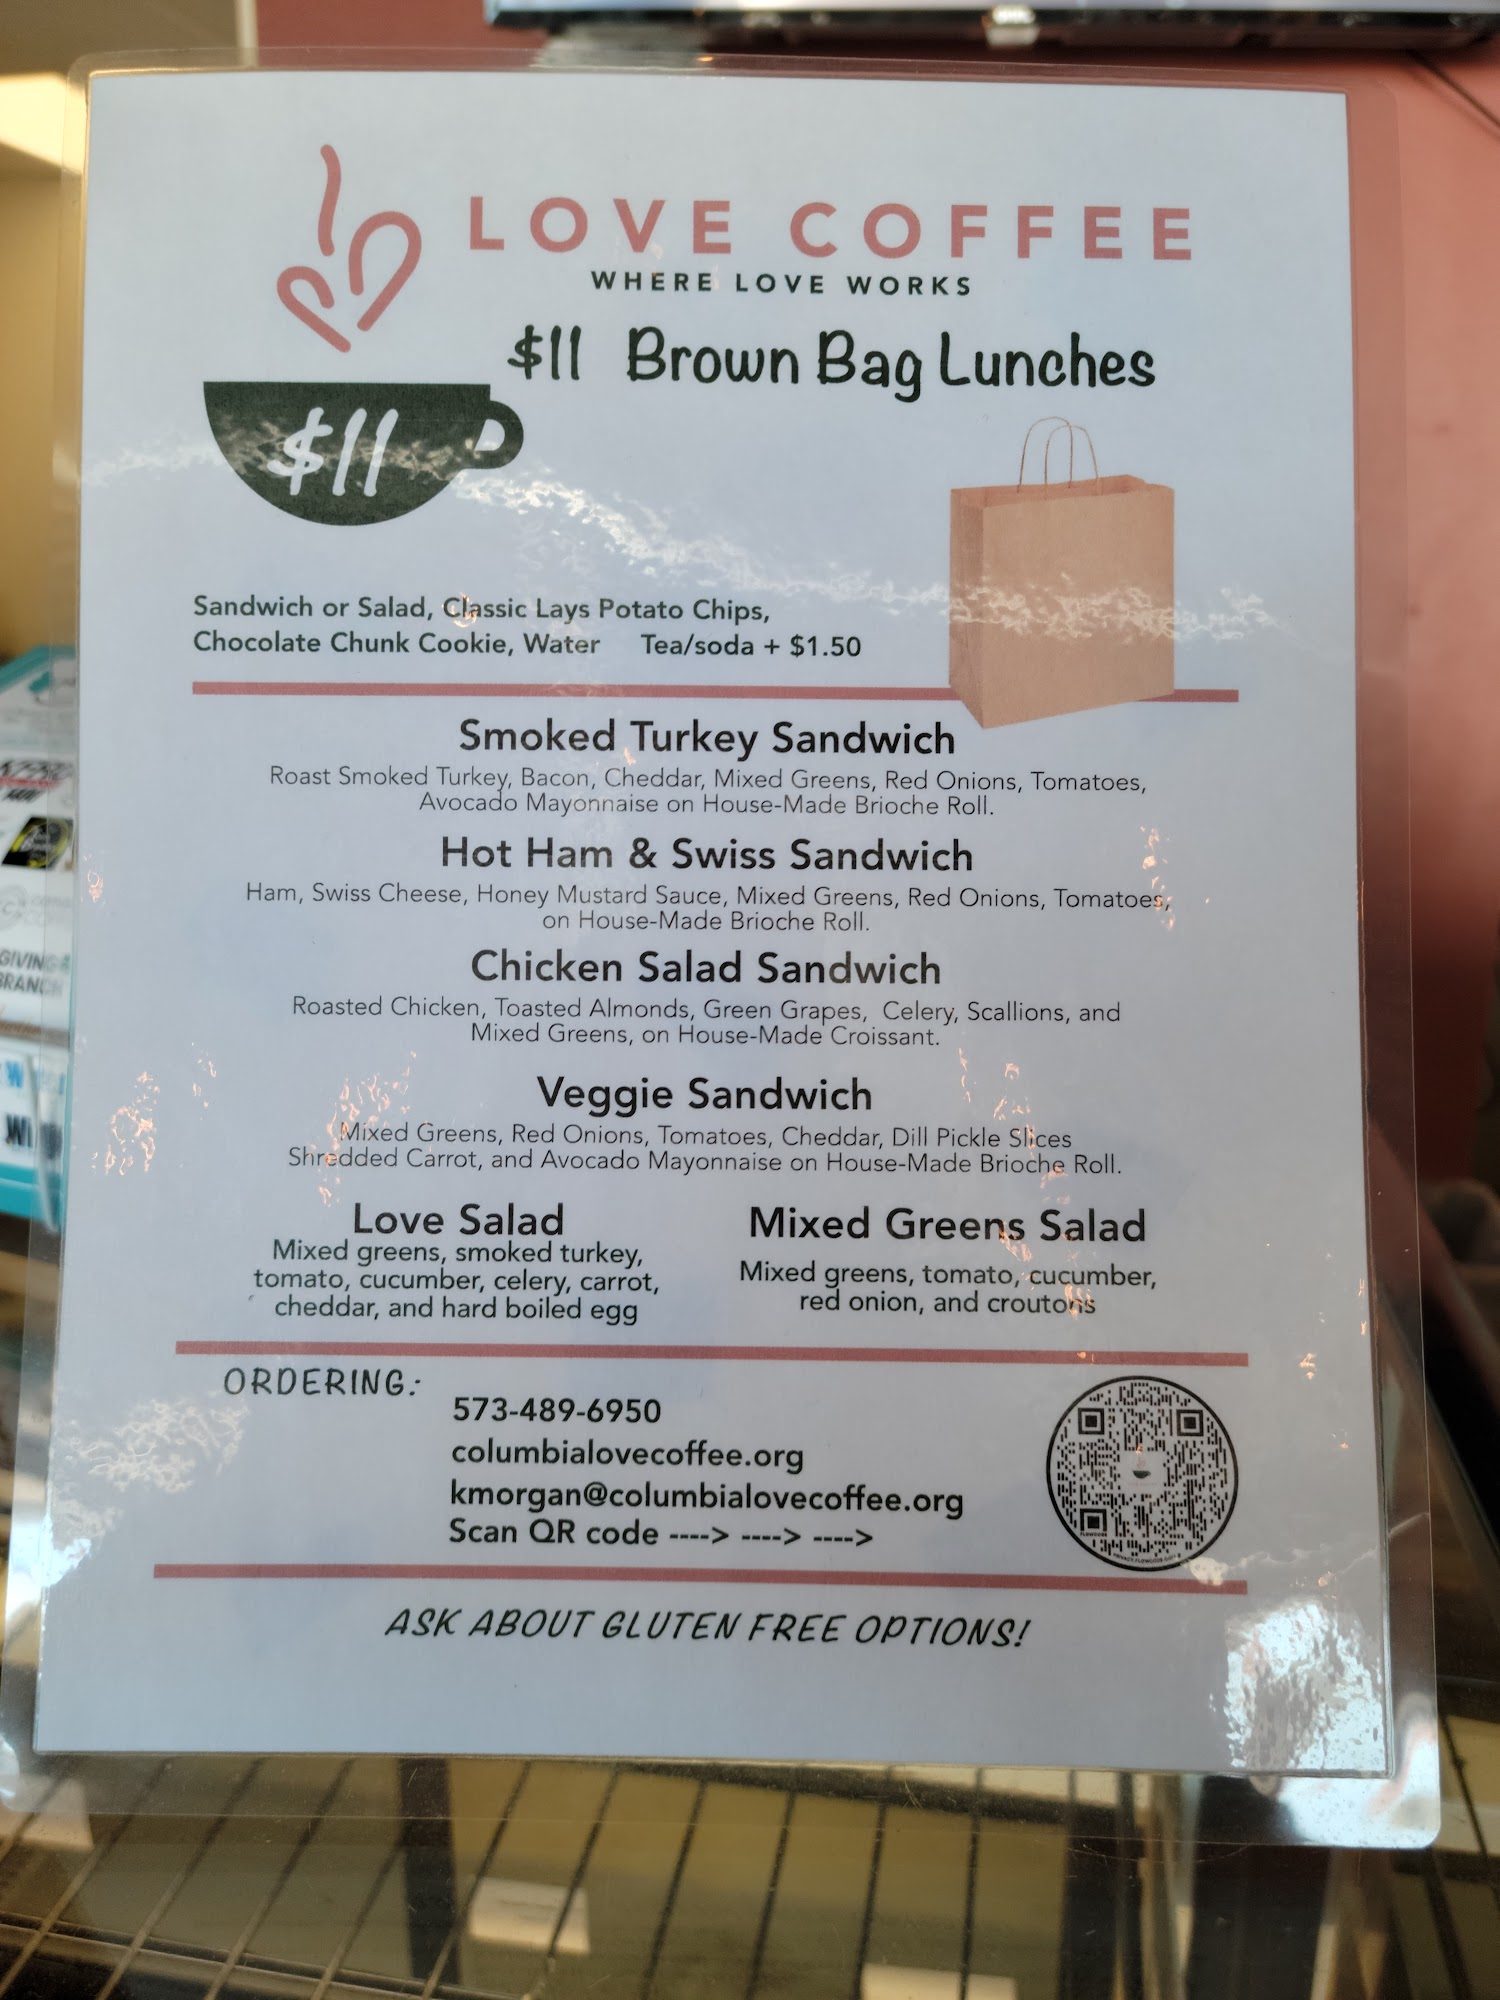 LOVE COFFEE
WHERE LOVE WORKS
$11 Brown Bag Lunches
$11
Sandwich or Salad, Classic Lays Potato Chips,
Chocolate Chunk Cookie, Water Tea/soda + $1.50
Smoked Turkey Sandwich
Roast Smoked Turkey, Bacon, Cheddar, Mixed Greens, Red Onions, Tomatoes,
Avocado Mayonnaise on House-Made Brioche Roll.
Hot Ham & Swiss Sandwich
Ham, Swiss Cheese, Honey Mustard Sauce, Mixed Greens, Red Onions, Tomatoes,
on House-Made Brioche Roll.
Chicken Salad Sandwich
Roasted Chicken, Toasted Almonds, Green Grapes, Celery, Scallions, and
Mixed Greens, on House-Made Croissant.
Veggie Sandwich
Mixed Greens, Red Onions, Tomatoes, Cheddar, Dill Pickle Slices
Shredded Carrot, and Avocado Mayonnaise on House-Made Brioche Roll.
Love Salad
Mixed greens, smoked turkey,
tomato, cucumber, celery, carrot,
cheddar, and hard boiled egg
Mixed Greens Salad
Mixed greens, tomato, cucumber,
red onion, and croutons
ORDERING:
573-489-6950
columbialovecoffee.org
kmorgan@columbialovecoffee.org
Scan QR code ----> ----> ---->
ASK ABOUT GLUTEN FREE OPTIONS!
GIVING